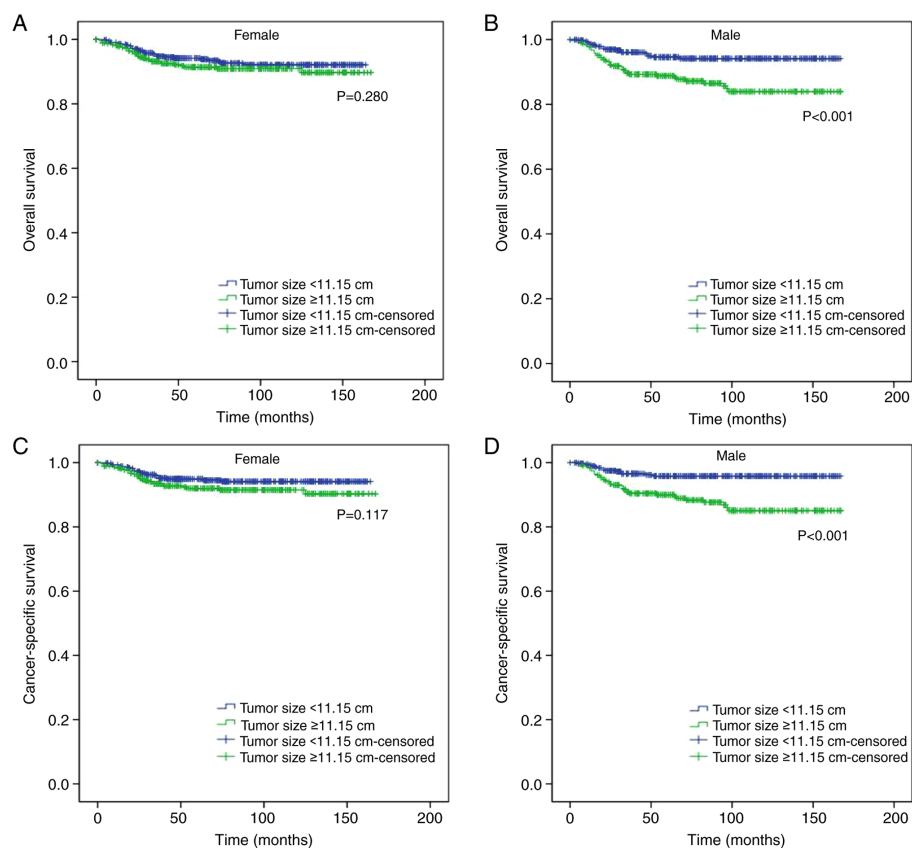 A
Female
1.0
0.8
0.6
0.4
0.2
0.0
Overall survival
P=0.280
Tumor size <11.15 cm
Tumor size ≥11.15 cm
Tumor size <11.15 cm-censored
Tumor size ≥11.15 cm-censored
0 50 100 150 200
Time (months)
B
Male
1.0
0.8
0.6
0.4
0.2
0.0
Overall survival
P<0.001
Tumor size <11.15 cm
Tumor size ≥11.15 cm
Tumor size <11.15 cm-censored
Tumor size ≥11.15 cm-censored
0 50 100 150 200
Time (months)
C
Female
1.0
0.8
0.6
0.4
0.2
0.0
Cancer-specific survival
P=0.117
Tumor size <11.15 cm
Tumor size ≥11.15 cm
Tumor size <11.15 cm-censored
Tumor size ≥11.15 cm-censored
0 50 100 150 200
Time (months)
D
Male
1.0
0.8
0.6
0.4
0.2
0.0
Cancer-specific survival
P<0.001
Tumor size <11.15 cm
Tumor size ≥11.15 cm
Tumor size <11.15 cm-censored
Tumor size ≥11.15 cm-censored
0 50 100 150 200
Time (months)